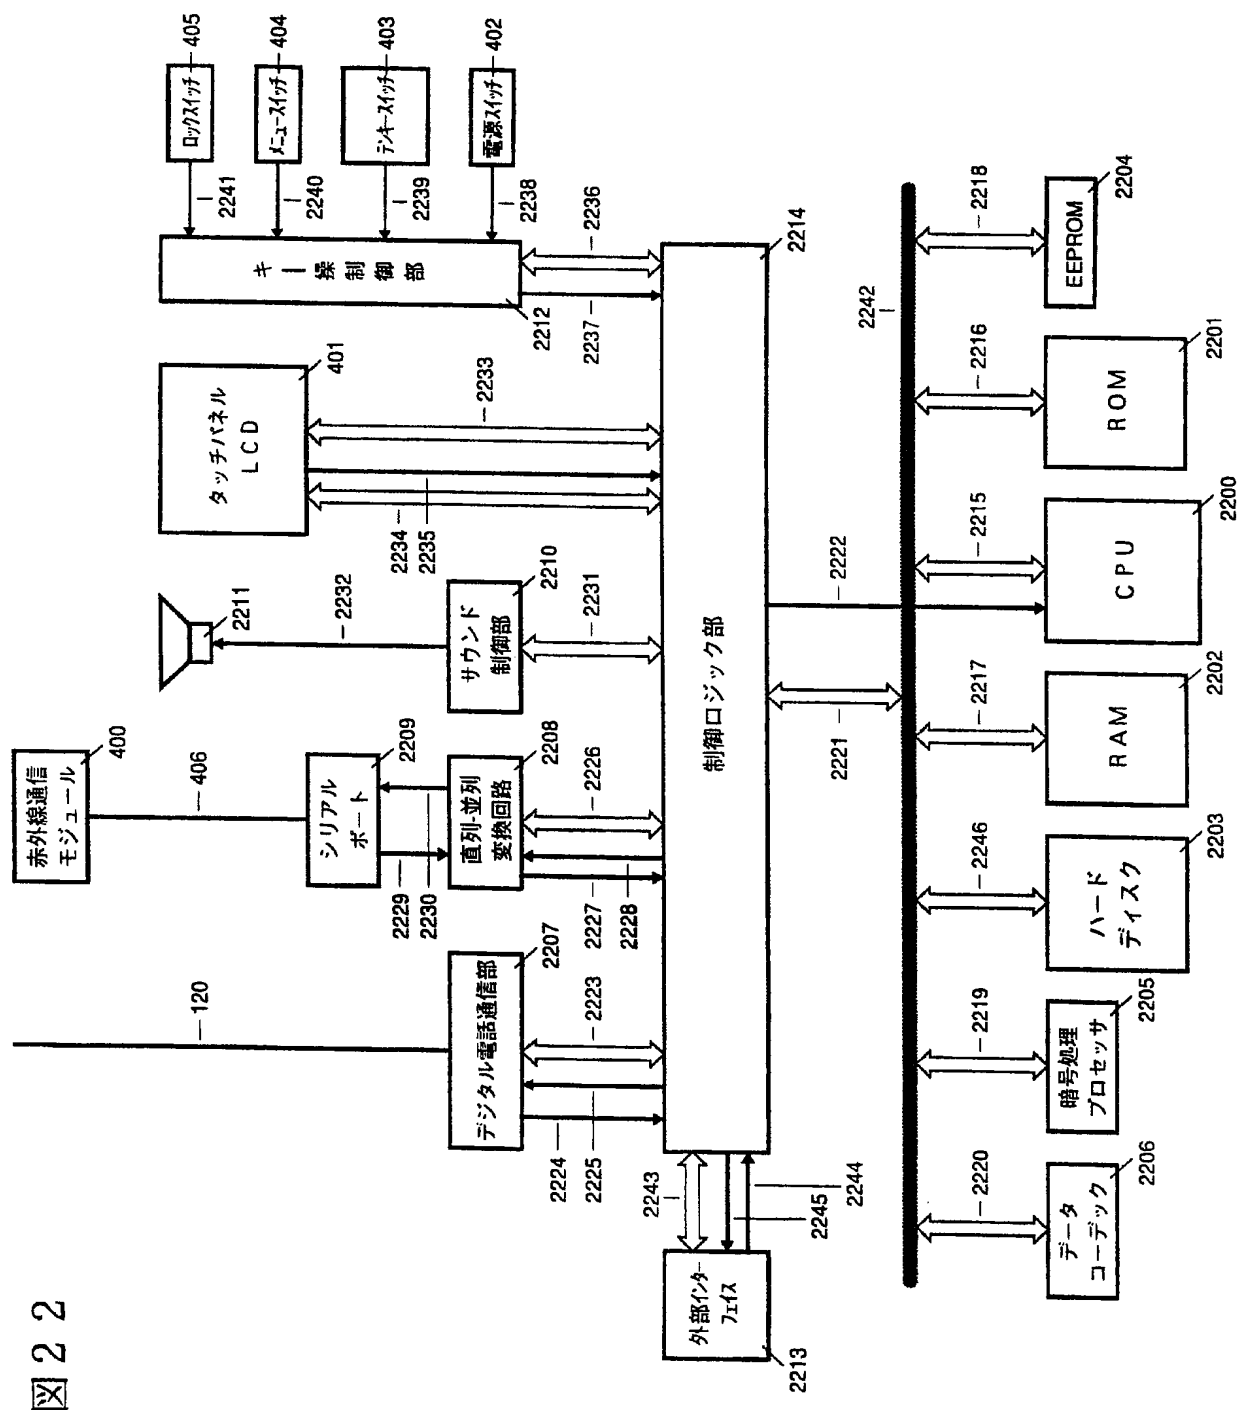 図22
赤外線通信
モジュール
400
406
120
シリアル
ポート
2209
2229
2230
直列-並列
変換回路
2208
2226
2227
2228
デジタル電話通信部
2207
2223
2224
2225
2211
2232
サウンド
制御部
2210
2231
タッチパネル
LCD
401
2233
2234
2235
ロックスイッチ
405
メニュースイッチ
404
テンキースイッチ
403
電源スイッチ
402
2241
2240
2239
2238
キー操制御部
2212
2236
2237
外部インター
フェイス
2213
2243
2245
2244
制御ロジック部
2214
2221
2222
2242
2220
2219
2246
2217
2215
2216
2218
データ
コーデック
2206
暗号処理
プロセッサ
2205
ハード
ディスク
2203
RAM
2202
CPU
2200
ROM
2201
EEPROM
2204